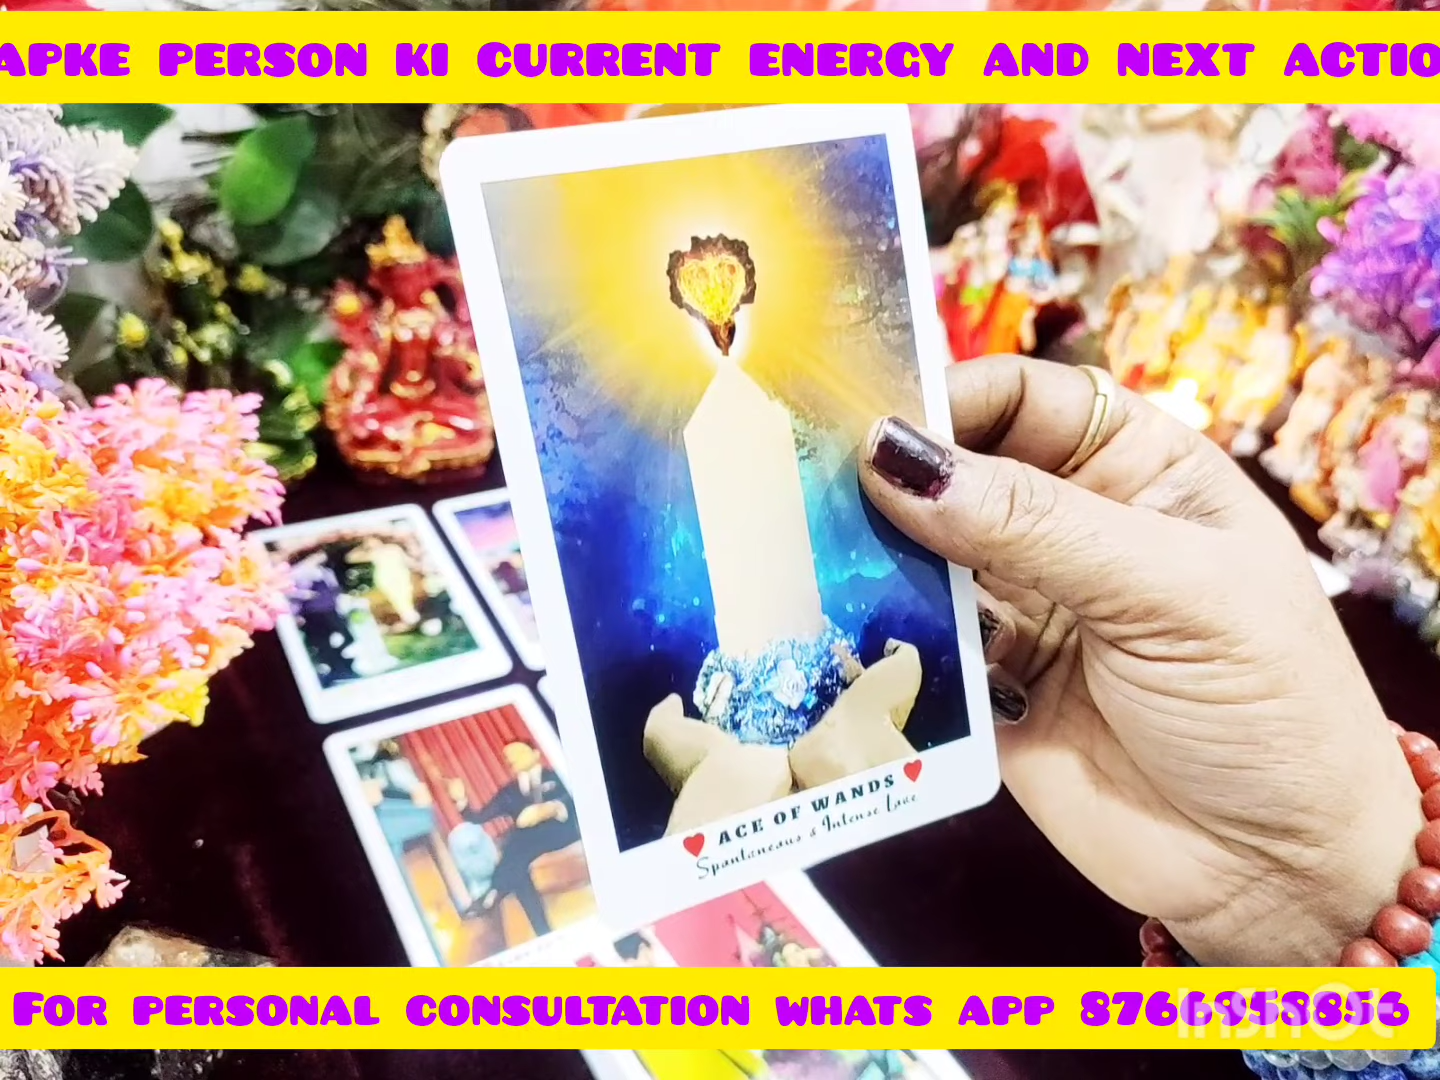 APKE PERSON KI CURRENT ENERGY AND NEXT ACTIO
♥ ACE OF WANDS ♥
Spontaneous & Intense Love
FOR PERSONAL CONSULTATION WHATS APP 8766958856
InShOt